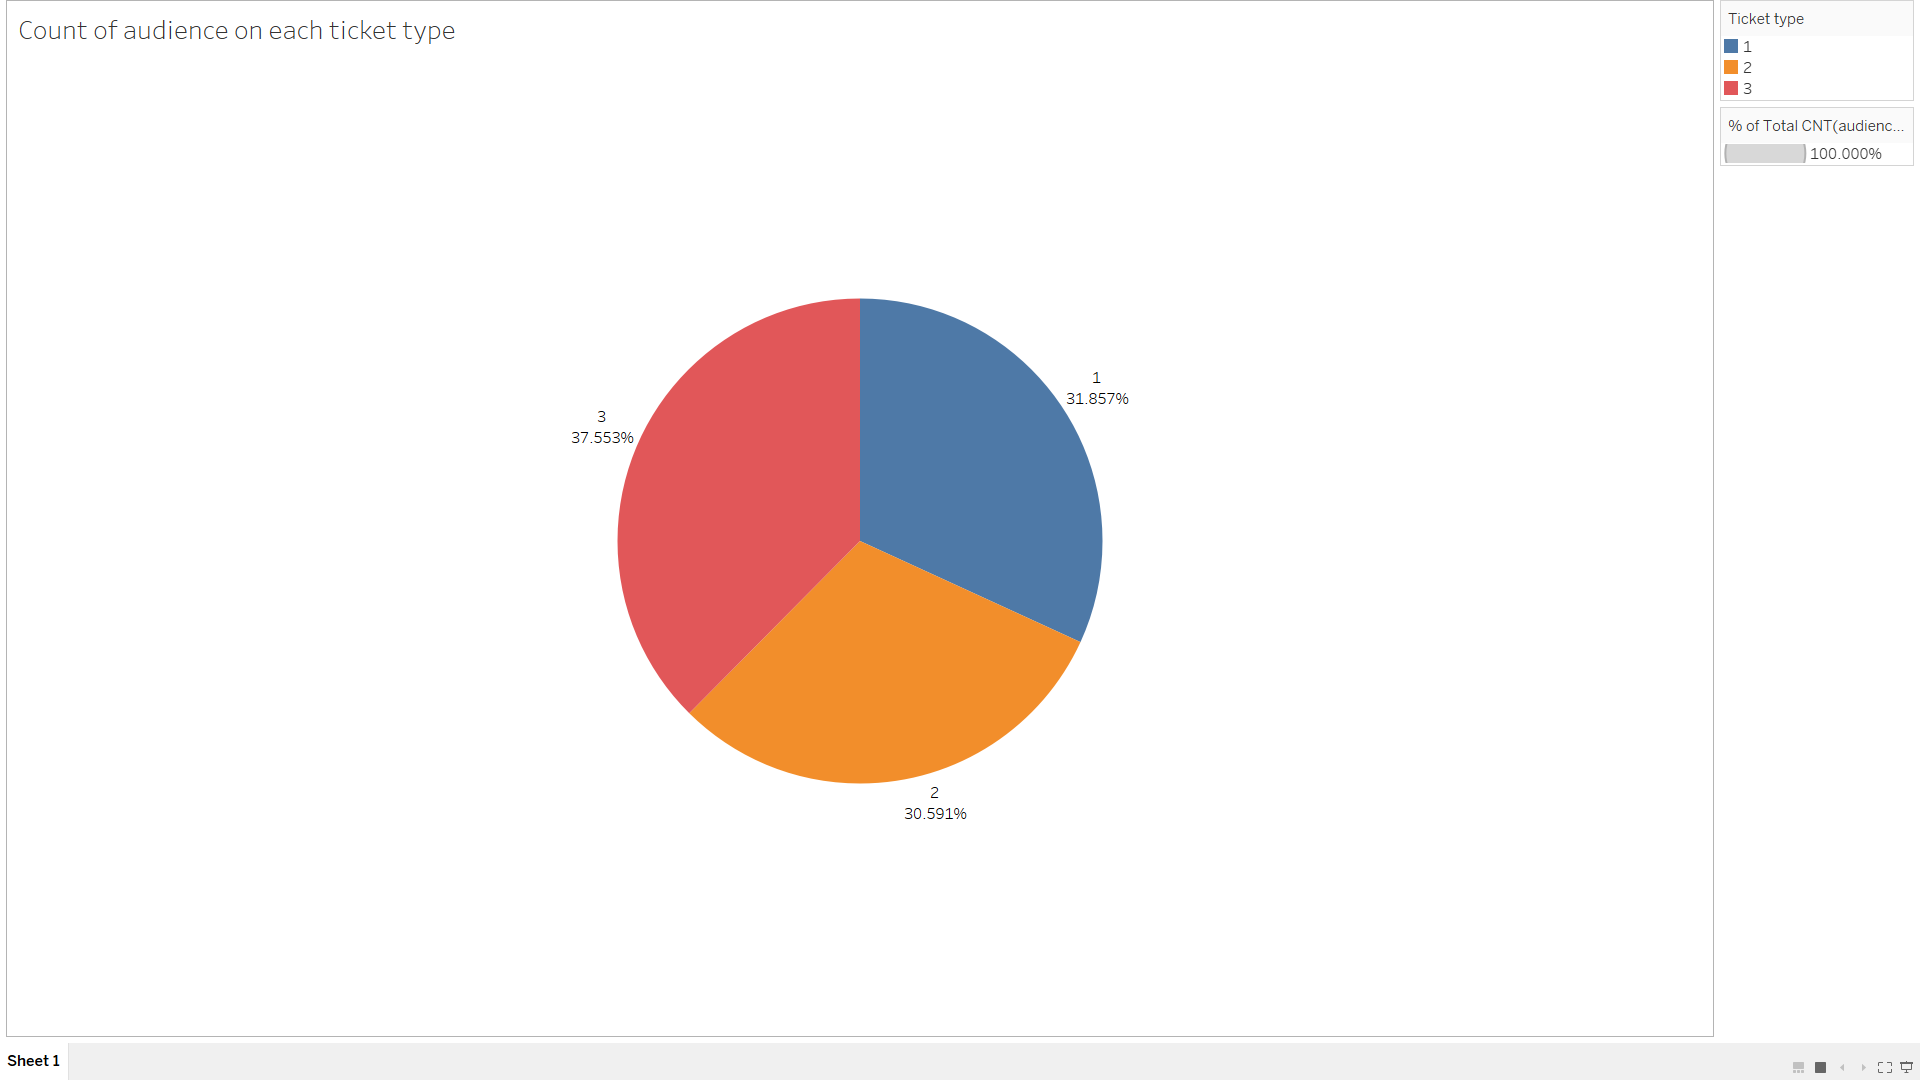 Count of audience on each ticket type
Ticket type
1
2
3
% of Total CNT(audienc...
100.000%
1
31.857%
3
37.553%
2
30.591%
Sheet 1